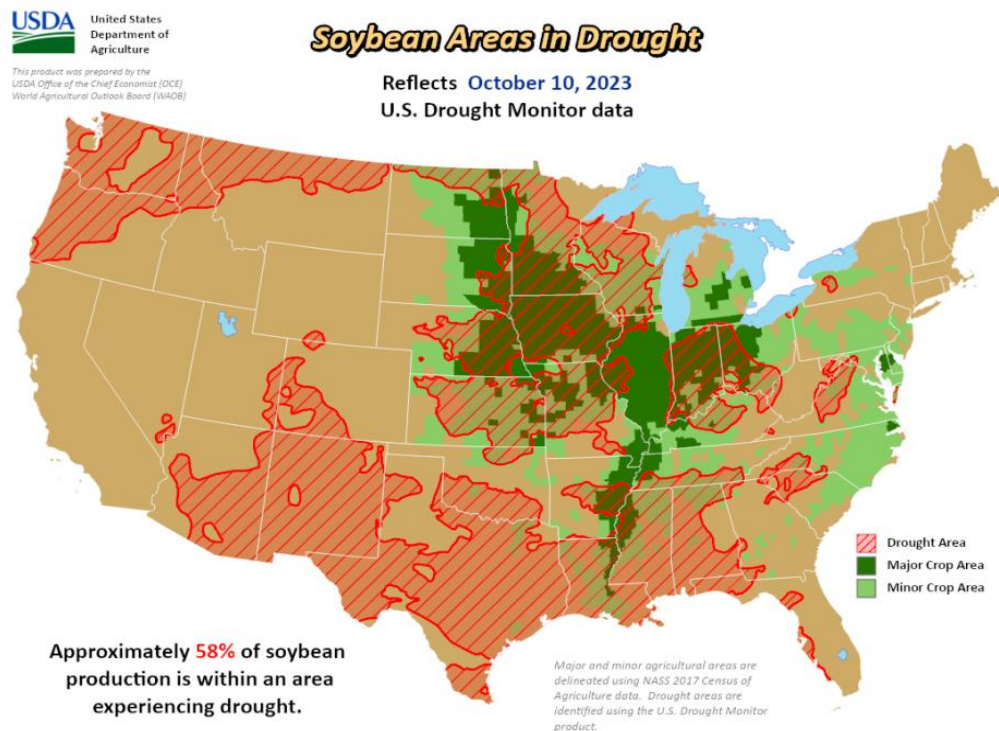 USDA
United States
Department of
Agriculture
This product was prepared by the
USDA Office of the Chief Economist (OCE)
World Agricultural Outlook Board (WAOB)
Soybean Areas in Drought
Reflects October 10, 2023
U.S. Drought Monitor data
Drought Area
Major Crop Area
Minor Crop Area
Approximately 58% of soybean
production is within an area
experiencing drought.
Major and minor agricultural areas are
delineated using NASS 2017 Census of
Agriculture data. Drought areas are
identified using the U.S. Drought Monitor
product.